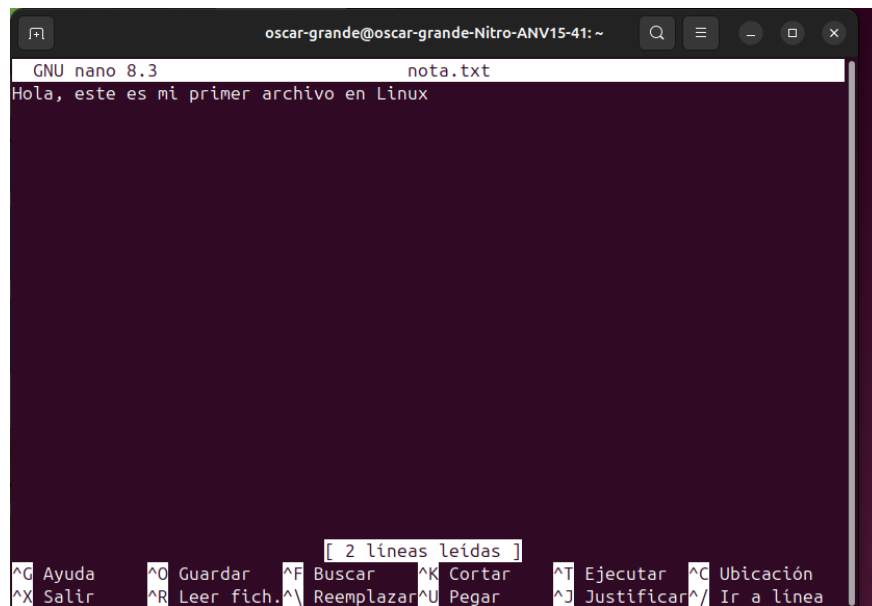 oscar-grande@oscar-grande-Nitro-ANV15-41: ~
GNU nano 8.3 nota.txt
Hola, este es mi primer archivo en Linux
[ 2 líneas leídas ]
^G Ayuda ^O Guardar ^F Buscar ^K Cortar ^T Ejecutar ^C Ubicación
^X Salir ^R Leer fich. ^\ Reemplazar ^U Pegar ^J Justificar ^/ Ir a línea